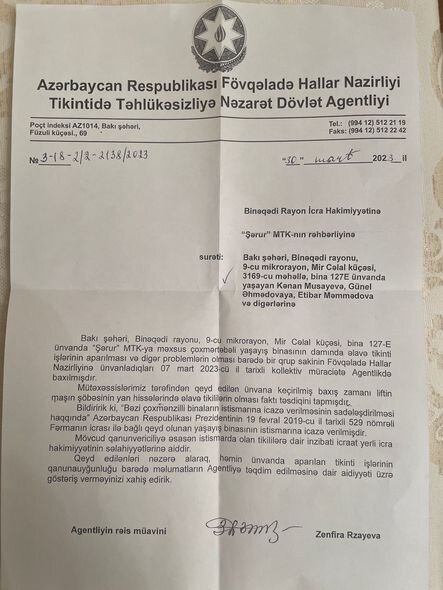 Azərbaycan Respublikası Fövqəladə Hallar Nazirliyi
Tikintidə Təhlükəsizliyə Nəzarət Dövlət Agentliyi
Poçt indeksi AZ1014, Bakı şəhəri,
Füzuli küçəsi., 69
Tel.: (994 12) 512 21 19
Faks: (994 12) 512 22 42
№ 3-18-2/2-2138/2023
"30" mart 2023 il
Binəqədi Rayon İcra Hakimiyyətinə
"Şərur" MTK-nın rəhbərliyinə
surəti: Bakı şəhəri, Binəqədi rayonu,
9-cu mikrorayon, Mir Cəlal küçəsi,
3169-cu məhəllə, bina 127E ünvanda
yaşayan Kənan Musayevə, Günel
Əhmədovaya, Etibar Məmmədova
və digərlərinə
Bakı şəhəri, Binəqədi rayonu, 9-cu mikrorayon, Mir Cəlal küçəsi, bina 127-E
ünvanda "Şərur" MTK-ya məxsus çoxmərtəbəli yaşayış binasının damında əlavə tikinti
işlərinin aparılması və digər problemlərin olması barədə bir qrup sakinin Fövqəladə Hallar
Nazirliyinə ünvanladıqları 07 mart 2023-cü il tarixli kollektiv müraciətə Agentlikdə
baxılmışdır.
Mütəxəssislərimiz tərəfindən qeyd edilən ünvana keçirilmiş baxış zamanı liftin
maşın şöbəsinin yan hissələrində əlavə tikililərin olması faktı təsdiqini tapmışdır.
Bildiririk ki, "Bəzi çoxmənzilli binaların istismarına icazə verilməsinin sadələşdirilməsi
haqqında" Azərbaycan Respublikası Prezidentinin 19 fevral 2019-cu il tarixli 529 nömrəli
Fərmanın icrası ilə bağlı qeyd olunan yaşayış binasının istismarına icazə verilmişdir.
Mövcud qanunvericiliyə əsasən istismarda olan tikililərə dair inzibati icraat yerli icra
hakimiyyətinin səlahiyyətlərinə aiddir.
Qeyd edilənləri nəzərə alaraq, həmin ünvanda aparılan tikinti işlərinin
qanunauyğunluğu barədə məlumatların Agentliyə təqdim edilməsinə dair aidiyyəti üzrə
göstəriş verməyinizi xahiş edirik.
Agentliyin rəis müavini
Zenfira Rzayeva